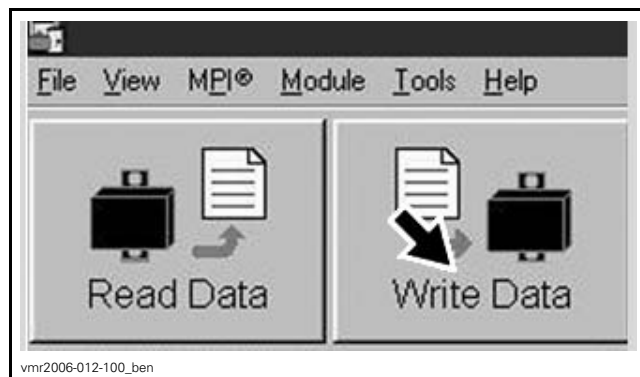 File View MPI® Module Tools Help
Read Data Write Data
vmr2006-012-100_ben